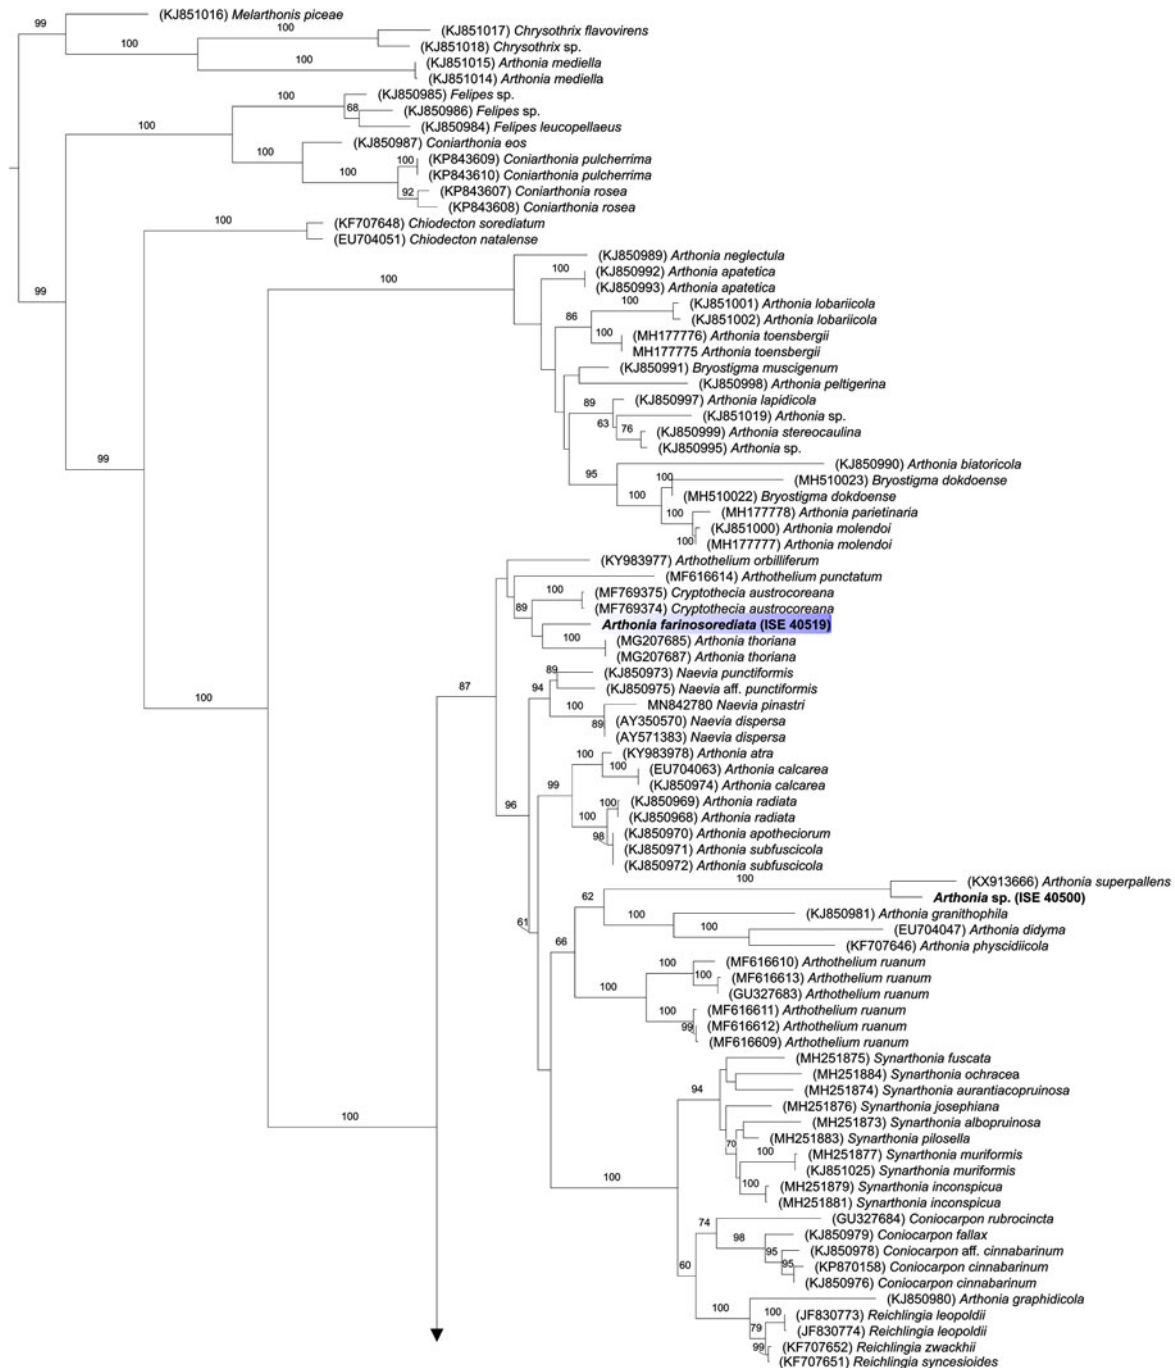 99
(KJ851016) Melarthonis piceae
100
(KJ851017) Chrysothrix flavovirens
100
(KJ851018) Chrysothrix sp.
100
(KJ851015) Arthonia mediella
(KJ851014) Arthonia mediella
100
(KJ850985) Felipes sp.
68
(KJ850986) Felipes sp.
(KJ850984) Felipes leucopellaeus
100
(KJ850987) Coniarthonia eos
100
(KP843609) Coniarthonia pulcherrima
100
(KP843610) Coniarthonia pulcherrima
92
(KP843607) Coniarthonia rosea
(KP843608) Coniarthonia rosea
100
(KF707648) Chiodecton sorediatum
(EU704051) Chiodecton natalense
99
100
(KJ850989) Arthonia neglectula
100
(KJ850992) Arthonia apatetica
(KJ850993) Arthonia apatetica
100
(KJ851001) Arthonia lobariicola
86
(KJ851002) Arthonia lobariicola
100
(MH177776) Arthonia toensbergii
MH177775 Arthonia toensbergii
(KJ850991) Bryostigma muscigenum
(KJ850998) Arthonia peltigerina
89
(KJ850997) Arthonia lapidicola
63
(KJ851019) Arthonia sp.
76
(KJ850999) Arthonia stereocaulina
(KJ850995) Arthonia sp.
99
95
(KJ850990) Arthonia biatoricola
100
(MH510023) Bryostigma dokdoense
100
(MH510022) Bryostigma dokdoense
100
(MH177778) Arthonia parietinaria
(KJ851000) Arthonia molendoi
100
(MH177777) Arthonia molendoi
(KY983977) Arthothelium orbilliferum
(MF616614) Arthothelium punctatum
100
(MF769375) Cryptothecia austrocoreana
89
(MF769374) Cryptothecia austrocoreana
Arthonia farinosorediata (ISE 40519)
100
(MG207685) Arthonia thoriana
(MG207687) Arthonia thoriana
89
(KJ850973) Naevia punctiformis
87
94
(KJ850975) Naevia aff. punctiformis
100
100
MN842780 Naevia pinastri
89
(AY350570) Naevia dispersa
(AY571383) Naevia dispersa
100
(KY983978) Arthonia atra
100
(EU704063) Arthonia calcarea
99
(KJ850974) Arthonia calcarea
96
100
(KJ850969) Arthonia radiata
100
(KJ850968) Arthonia radiata
98
(KJ850970) Arthonia apotheciorum
(KJ850971) Arthonia subfuscicola
(KJ850972) Arthonia subfuscicola
100
(KX913666) Arthonia superpallens
62
Arthonia sp. (ISE 40500)
61
100
(KJ850981) Arthonia granithophila
100
(EU704047) Arthonia didyma
66
(KF707646) Arthonia physcidiicola
100
(MF616610) Arthothelium ruanum
100
(MF616613) Arthothelium ruanum
100
(GU327683) Arthothelium ruanum
100
(MF616611) Arthothelium ruanum
99
(MF616612) Arthothelium ruanum
(MF616609) Arthothelium ruanum
(MH251875) Synarthonia fuscata
94
(MH251884) Synarthonia ochracea
(MH251874) Synarthonia aurantiacopruinosa
(MH251876) Synarthonia josephiana
100
(MH251873) Synarthonia albopruinosa
70
(MH251883) Synarthonia pilosella
100
(MH251877) Synarthonia muriformis
(KJ851025) Synarthonia muriformis
100
100
(MH251879) Synarthonia inconspicua
(MH251881) Synarthonia inconspicua
74
(GU327684) Coniocarpon rubrocincta
98
(KJ850979) Coniocarpon fallax
95
(KJ850978) Coniocarpon aff. cinnabarinum
60
95
(KP870158) Coniocarpon cinnabarinum
(KJ850976) Coniocarpon cinnabarinum
100
(KJ850980) Arthonia graphidicola
100
(JF830773) Reichlingia leopoldii
79
(JF830774) Reichlingia leopoldii
99
(KF707652) Reichlingia zwackhii
(KF707651) Reichlingia syncesioides